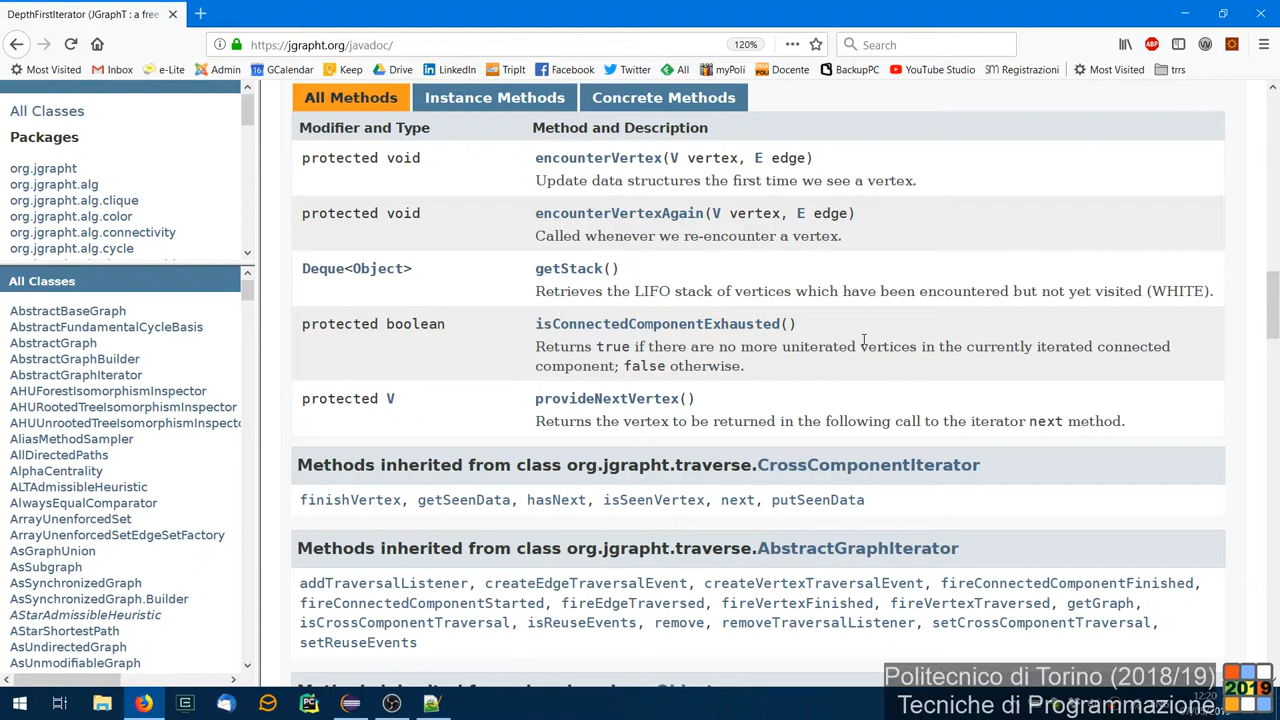 DepthFirstIterator (JGraphT : a free
https://jgrapht.org/javadoc/
120%
Search
Most Visited
Inbox
e-Lite
Admin
GCalendar
Keep
Drive
LinkedIn
TripIt
Facebook
Twitter
All
myPoli
Docente
BackupPC
YouTube Studio
Registrazioni
Most Visited
trrs
All Classes
Packages
org.jgrapht
org.jgrapht.alg
org.jgrapht.alg.clique
org.jgrapht.alg.color
org.jgrapht.alg.connectivity
org.jgrapht.alg.cycle
All Classes
AbstractBaseGraph
AbstractFundamentalCycleBasis
AbstractGraph
AbstractGraphBuilder
AbstractGraphIterator
AHUForestIsomorphismInspector
AHURootedTreeIsomorphismInspector
AHUUnrootedTreeIsomorphismInspecto
AliasMethodSampler
AllDirectedPaths
AlphaCentrality
ALTAdmissibleHeuristic
AlwaysEqualComparator
ArrayUnenforcedSet
ArrayUnenforcedSetEdgeSetFactory
AsGraphUnion
AsSubgraph
AsSynchronizedGraph
AsSynchronizedGraph.Builder
AStarAdmissibleHeuristic
AStarShortestPath
AsUndirectedGraph
AsUnmodifiableGraph
All Methods Instance Methods Concrete Methods
Modifier and Type Method and Description
protected void encounterVertex(V vertex, E edge)
Update data structures the first time we see a vertex.
protected void encounterVertexAgain(V vertex, E edge)
Called whenever we re-encounter a vertex.
Deque<Object> getStack()
Retrieves the LIFO stack of vertices which have been encountered but not yet visited (WHITE).
protected boolean isConnectedComponentExhausted()
Returns true if there are no more uniterated vertices in the currently iterated connected
component; false otherwise.
protected V provideNextVertex()
Returns the vertex to be returned in the following call to the iterator next method.
Methods inherited from class org.jgrapht.traverse.CrossComponentIterator
finishVertex, getSeenData, hasNext, isSeenVertex, next, putSeenData
Methods inherited from class org.jgrapht.traverse.AbstractGraphIterator
addTraversalListener, createEdgeTraversalEvent, createVertexTraversalEvent, fireConnectedComponentFinished,
fireConnectedComponentStarted, fireEdgeTraversed, fireVertexFinished, fireVertexTraversed, getGraph,
isCrossComponentTraversal, isReuseEvents, remove, removeTraversalListener, setCrossComponentTraversal,
setReuseEvents
Politecnico di Torino (2018/19)
Tecniche di Programmazione
2019
12:20